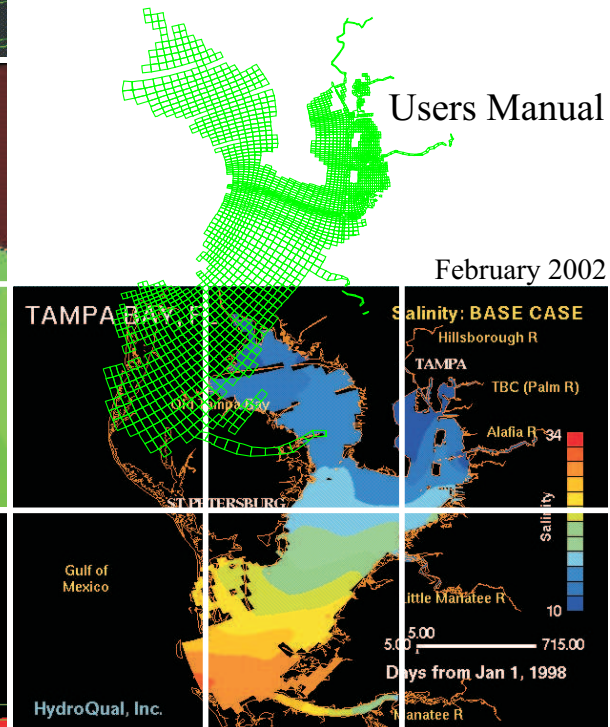 Users Manual
February 2002
TAMPA BAY, FL
Salinity: BASE CASE
Hillsborough R
TAMPA
TBC (Palm R)
Old Tampa Bay
Alafia R
34
ST. PETERSBURG
Salinity
Gulf of
Mexico
10
Little Manatee R
5.00
5.00
715.00
Days from Jan 1, 1998
HydroQual, Inc.
Manatee R